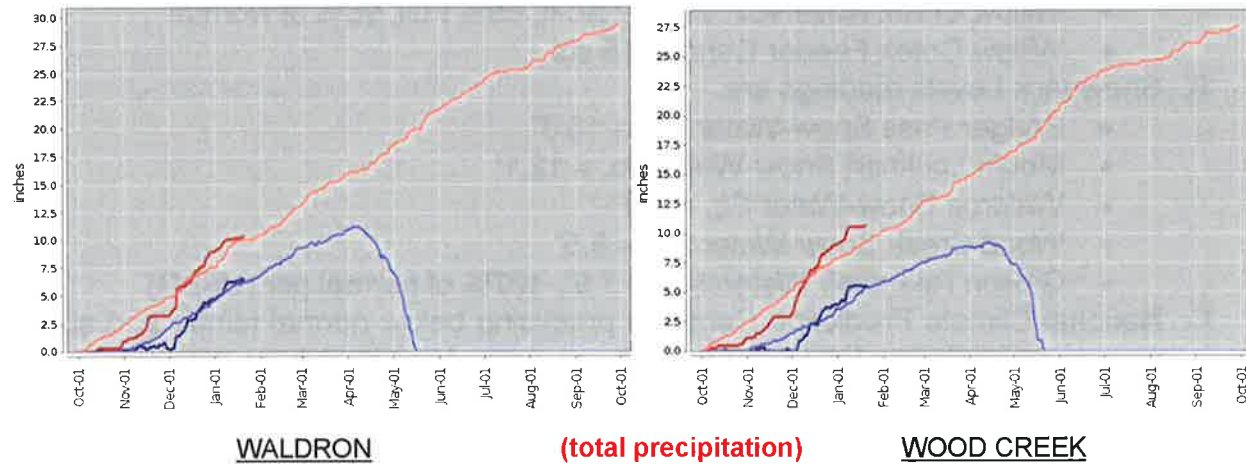 30.0
27.5
25.0
22.5
20.0
17.5
15.0
12.5
10.0
7.5
5.0
2.5
0.0
inches
Oct-01
Nov-01
Dec-01
Jan-01
Feb-01
Mar-01
Apr-01
May-01
Jun-01
Jul-01
Aug-01
Sep-01
Oct-01
27.5
25.0
22.5
20.0
17.5
15.0
12.5
10.0
7.5
5.0
2.5
0.0
inches
Oct-01
Nov-01
Dec-01
Jan-01
Feb-01
Mar-01
Apr-01
May-01
Jun-01
Jul-01
Aug-01
Sep-01
Oct-01
WALDRON (total precipitation) WOOD CREEK